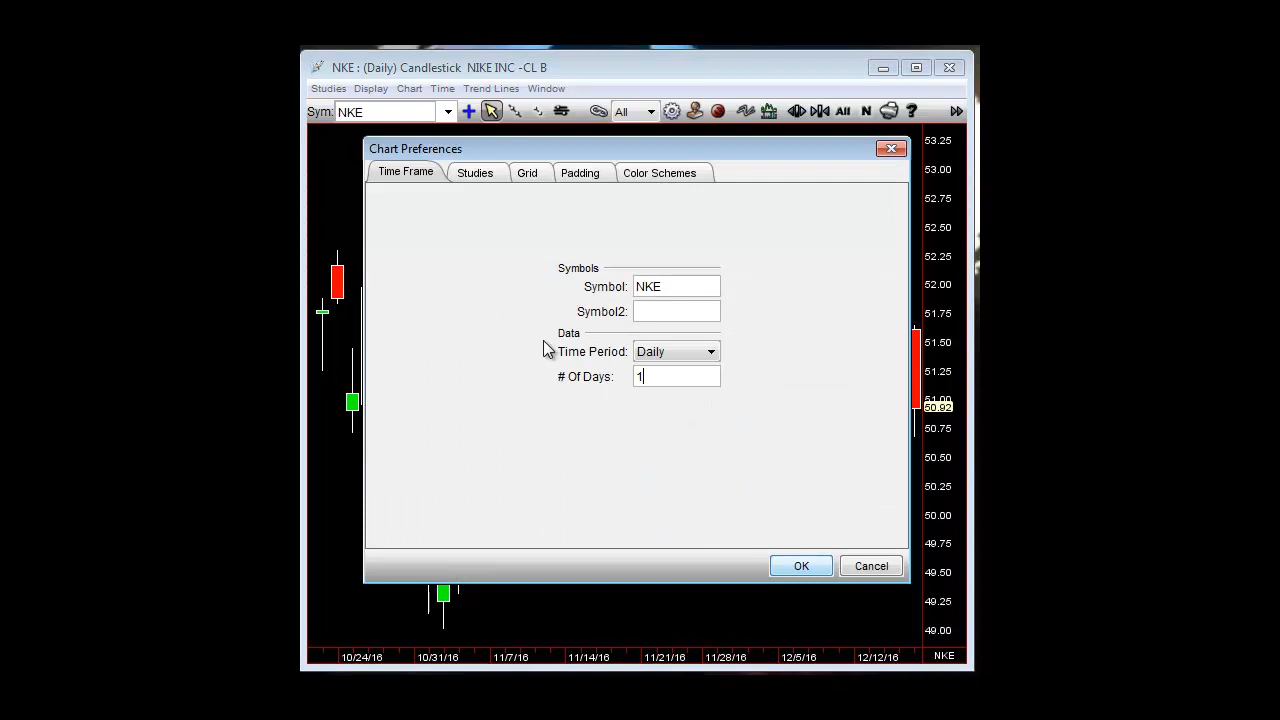 NKE : (Daily) Candlestick NIKE INC -CL B
Studies Display Chart Time Trend Lines Window
Sym: NKE All All N ?
Chart Preferences
Time Frame Studies Grid Padding Color Schemes
Symbols
Symbol: NKE
Symbol2:
Data
Time Period: Daily
# Of Days: 1
OK Cancel
53.25
53.00
52.75
52.50
52.25
52.00
51.75
51.50
51.25
51.00
50.92
50.75
50.50
50.25
50.00
49.75
49.50
49.25
49.00
10/24/16 10/31/16 11/7/16 11/14/16 11/21/16 11/28/16 12/5/16 12/12/16 NKE